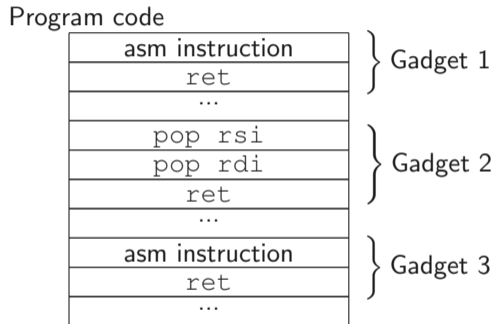 Program code
asm instruction
ret
Gadget 1
...
pop rsi
pop rdi
Gadget 2
ret
...
asm instruction
Gadget 3
ret
...